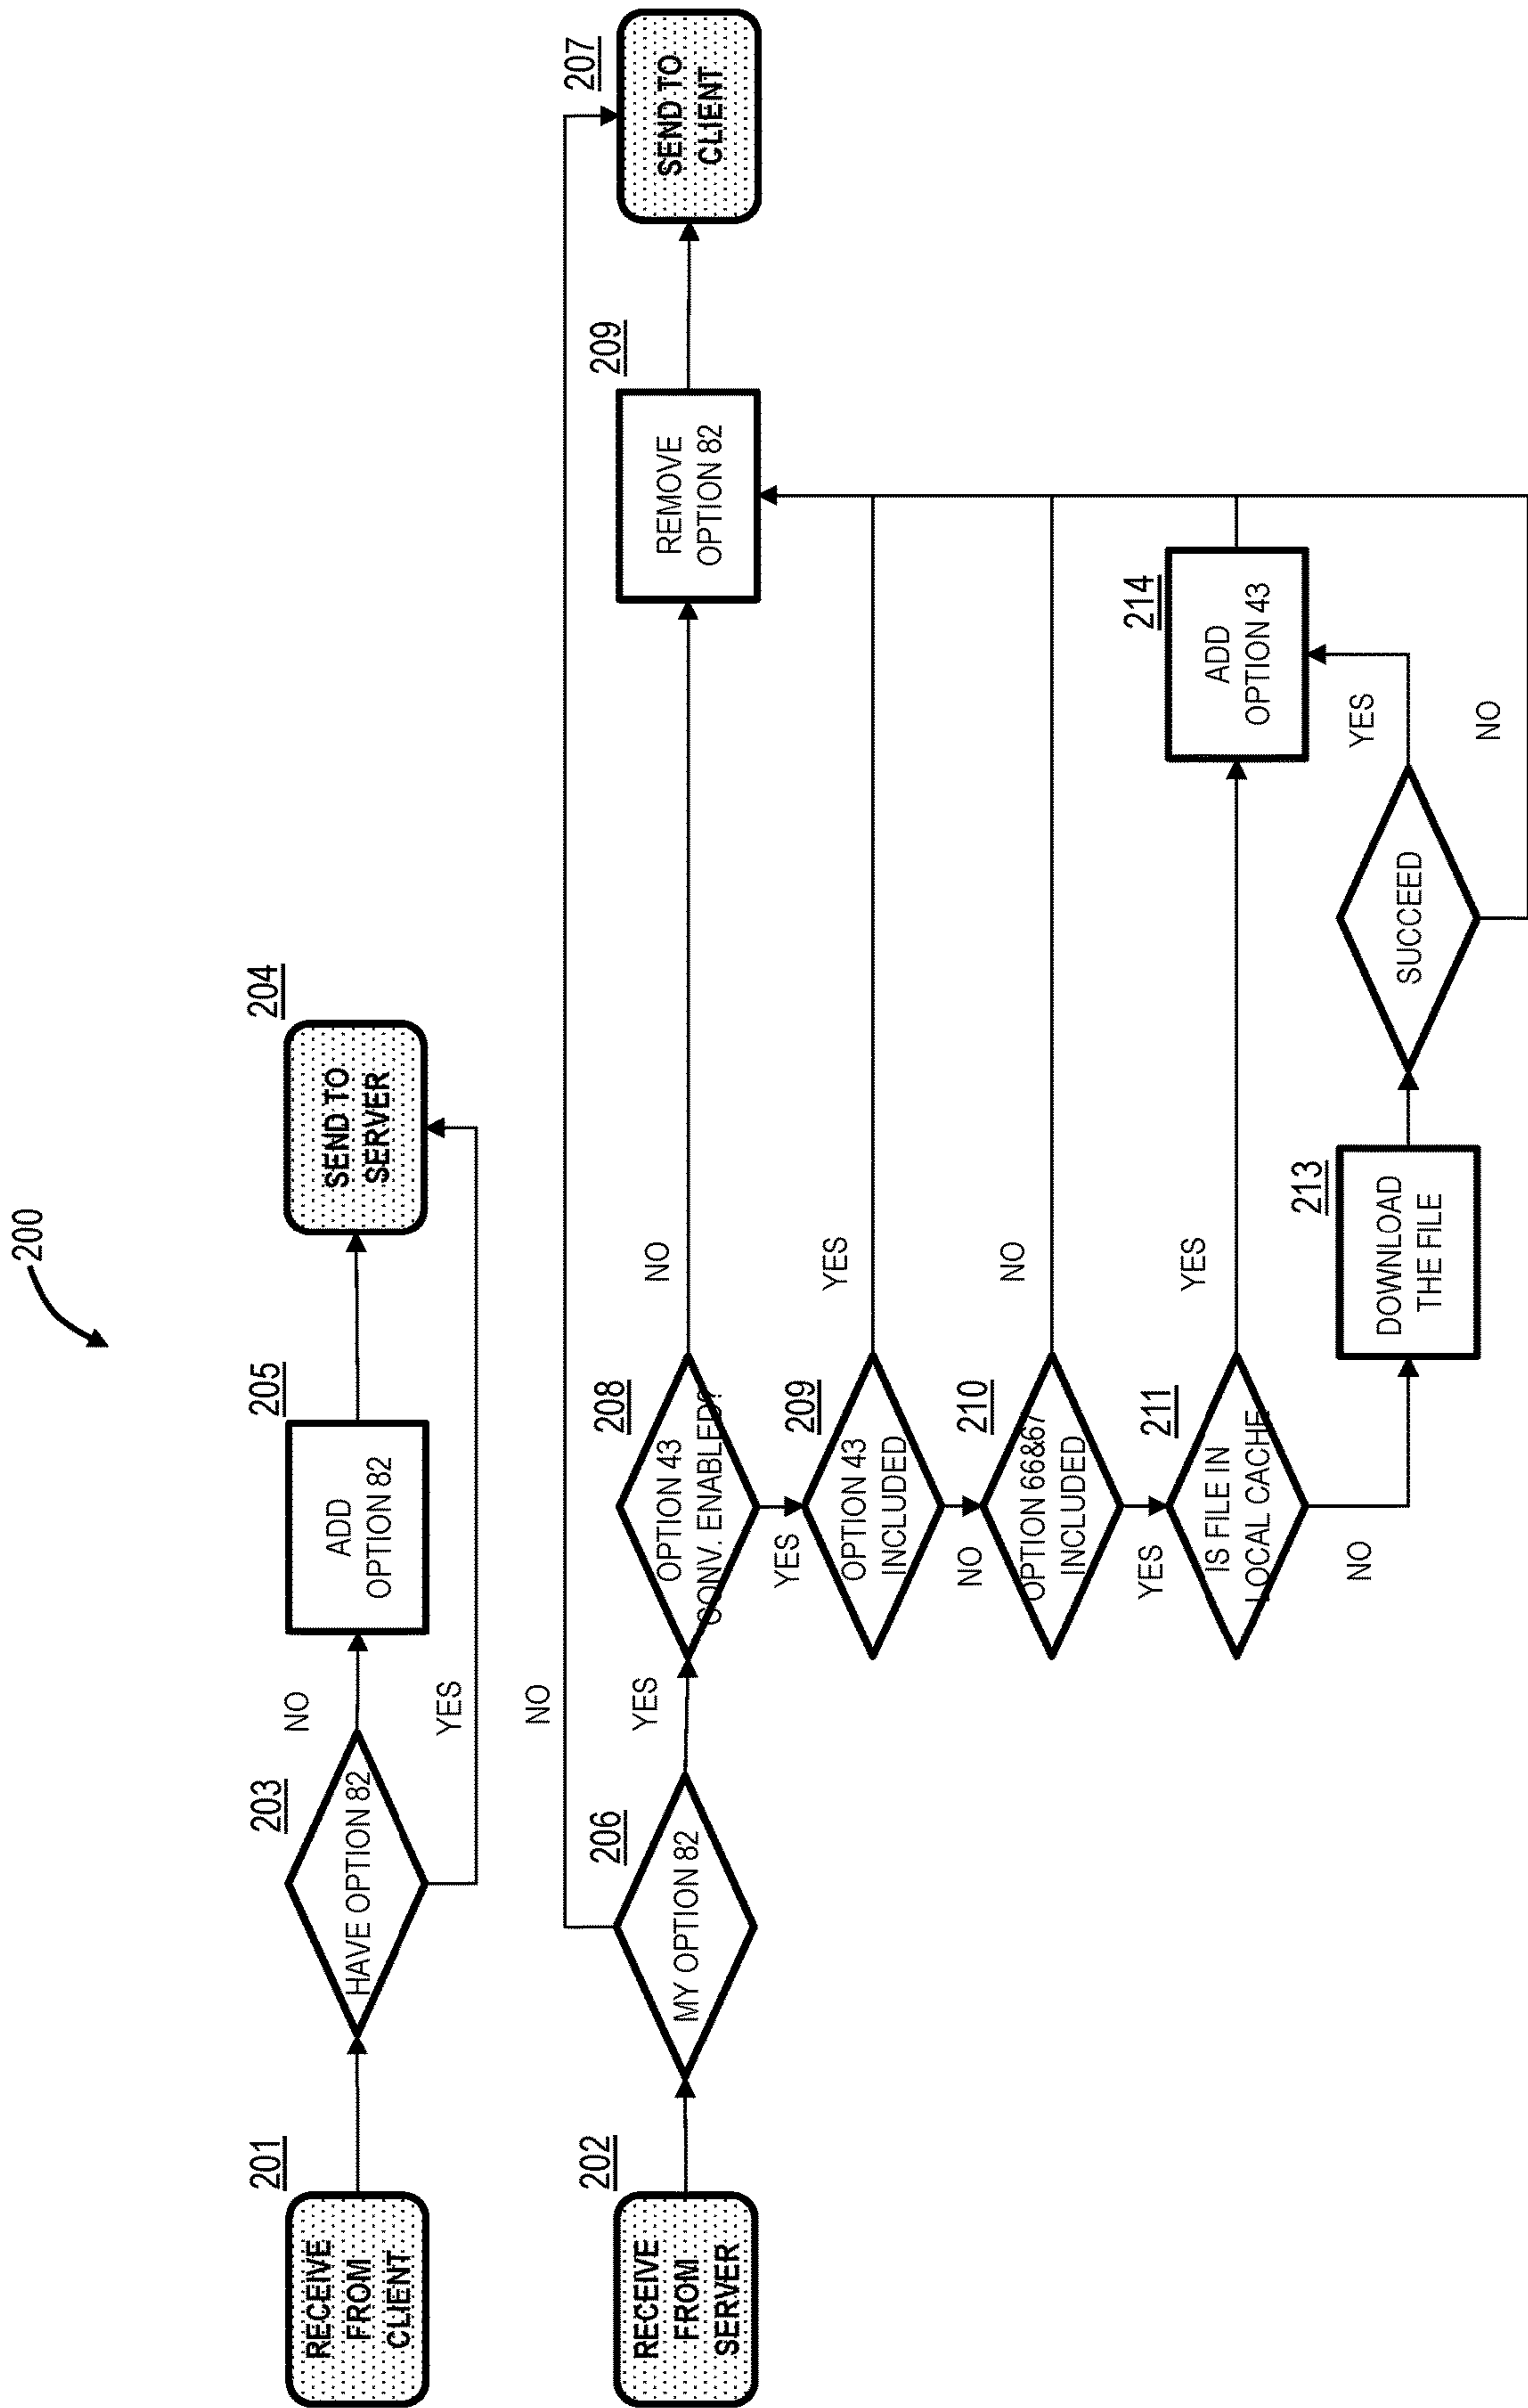 200
201
RECEIVE
FROM
CLIENT
203
HAVE OPTION 82
NO
YES
205
ADD
OPTION 82
204
SEND TO
SERVER
202
RECEIVE
FROM
SERVER
206
MY OPTION 82
NO
YES
208
OPTION 43
CONV. ENABLED?
NO
YES
209
OPTION 43
INCLUDED
YES
NO
210
OPTION 66&67
INCLUDED
NO
YES
211
IS FILE IN
LOCAL CACHE
YES
NO
213
DOWNLOAD
THE FILE
SUCCEED
YES
NO
214
ADD
OPTION 43
209
REMOVE
OPTION 82
207
SEND TO
CLIENT